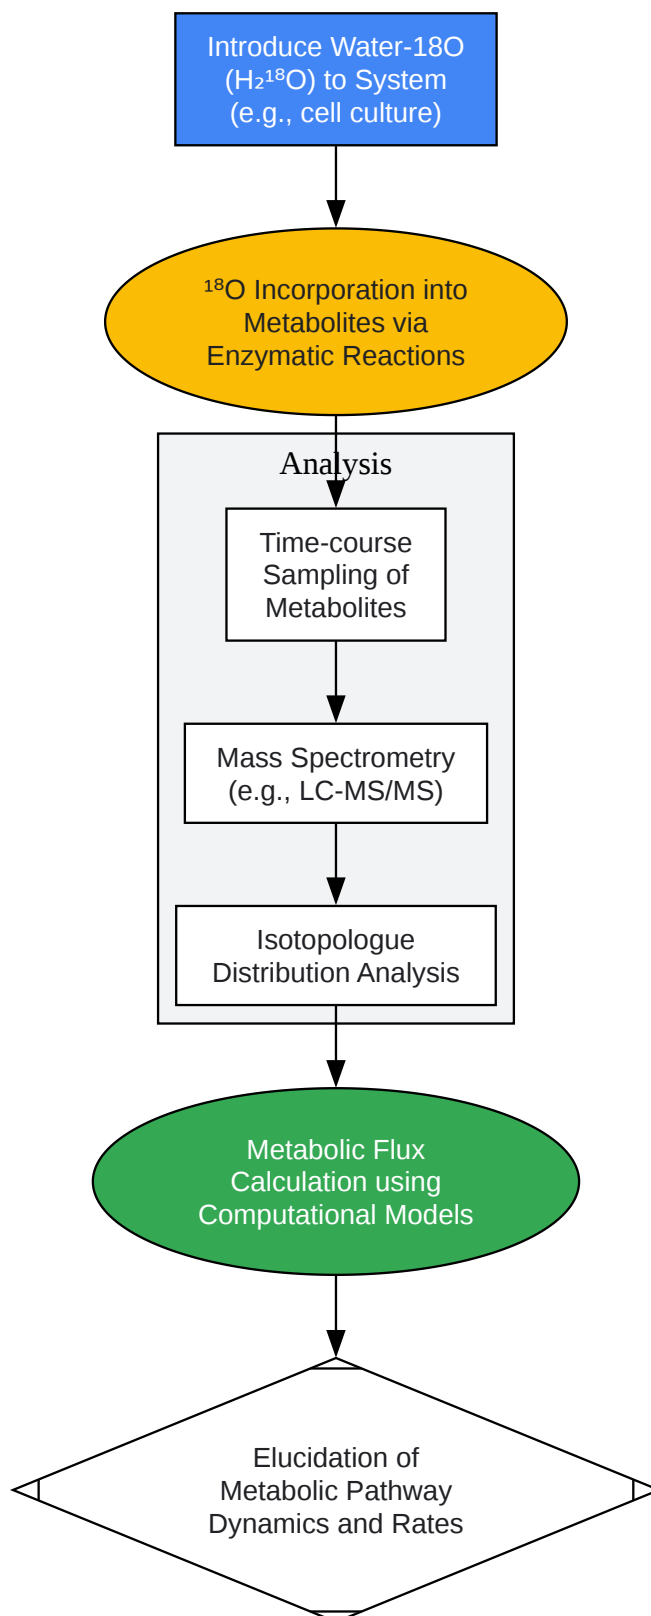 Introduce Water-18O
(H₂¹⁸O) to System
(e.g., cell culture)
¹⁸O Incorporation into
Metabolites via
Enzymatic Reactions
Analysis
Time-course
Sampling of
Metabolites
Mass Spectrometry
(e.g., LC-MS/MS)
Isotopologue
Distribution Analysis
Metabolic Flux
Calculation using
Computational Models
Elucidation of
Metabolic Pathway
Dynamics and Rates